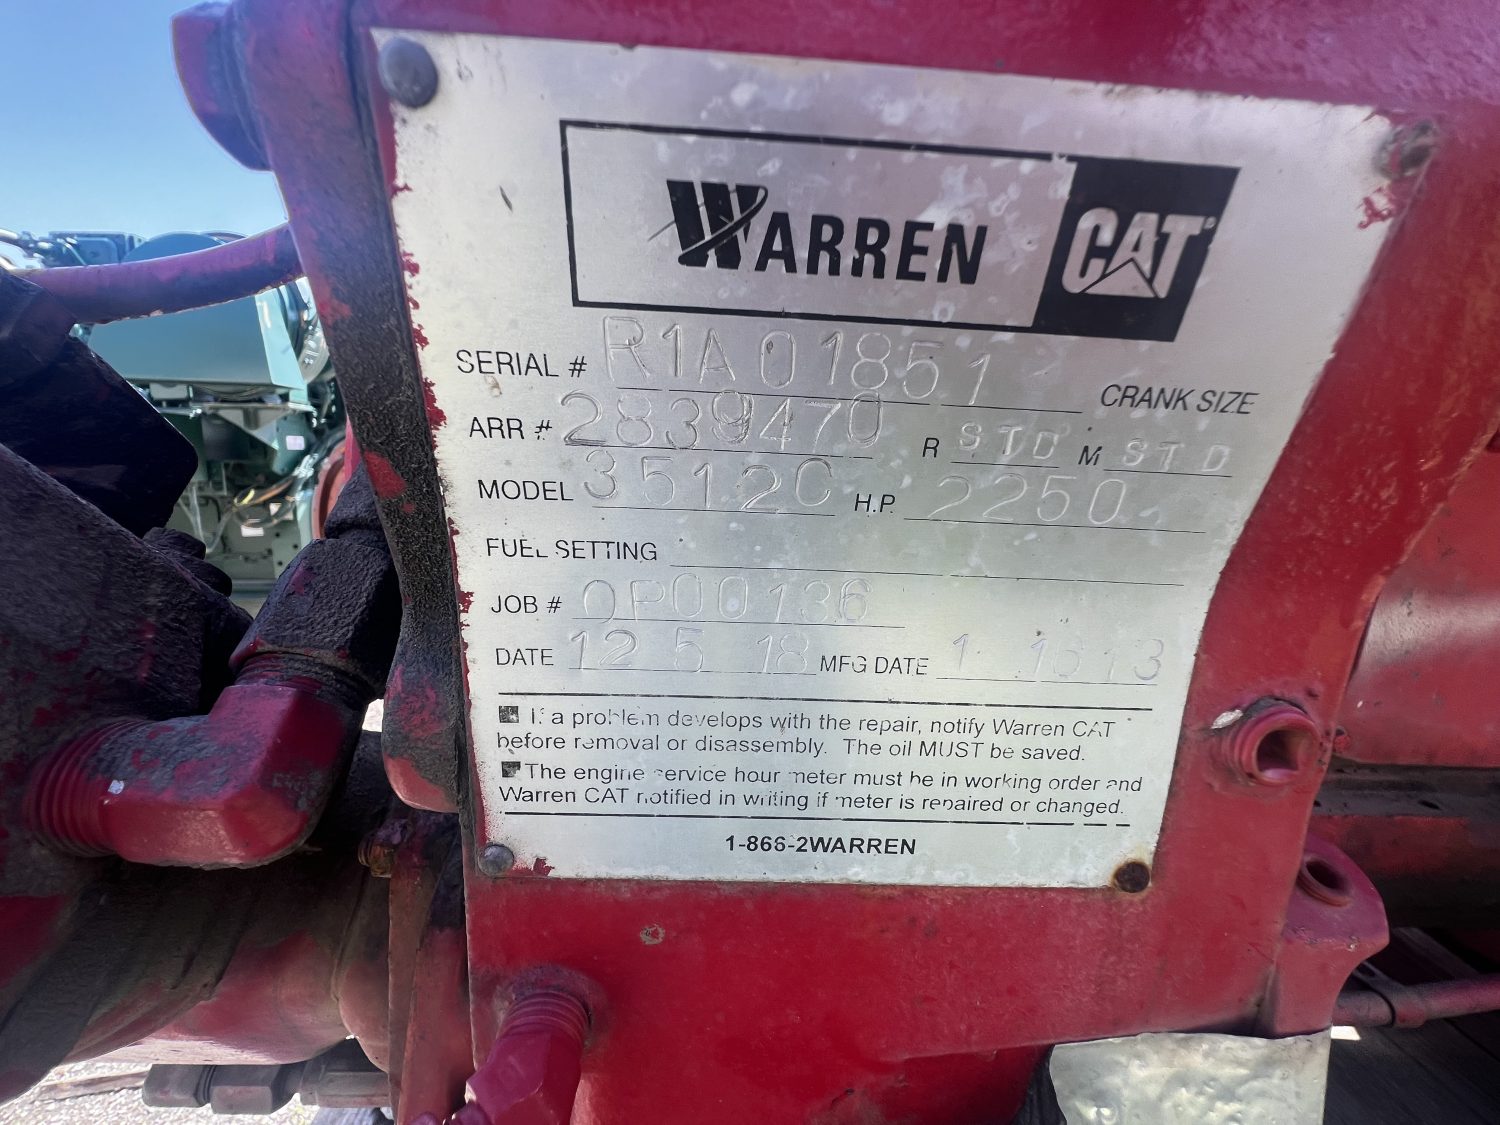 WARREN CAT
SERIAL # R1A01851
CRANK SIZE
ARR # 2839470 R STD M STD
MODEL 3512C H.P. 2250
FUEL SETTING
JOB # OP00136
DATE 12 5 18 MFG DATE 1 16 13
If a problem develops with the repair, notify Warren CAT
before removal or disassembly. The oil MUST be saved.
The engine service hour meter must be in working order and
Warren CAT notified in writing if meter is repaired or changed.
1-866-2WARREN